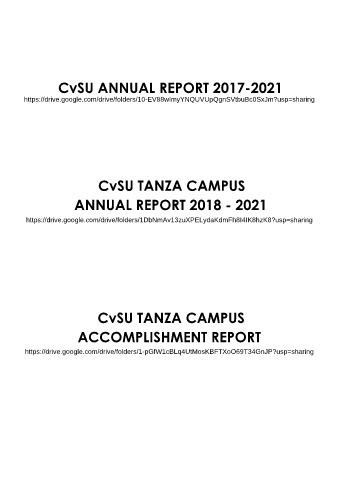 CvSU ANNUAL REPORT 2017-2021
https://drive.google.com/drive/folders/10-EV88wImyYNQUVUpQgnSVtbuBc0SxJm?usp=sharing
CvSU TANZA CAMPUS
ANNUAL REPORT 2018 - 2021
https://drive.google.com/drive/folders/1DbNmAv13zuXPELydaKdmFh8I4IK8hzK8?usp=sharing
CvSU TANZA CAMPUS
ACCOMPLISHMENT REPORT
https://drive.google.com/drive/folders/1-pGfW1cBLq4UtMosKBFTXoO69T34GnJP?usp=sharing